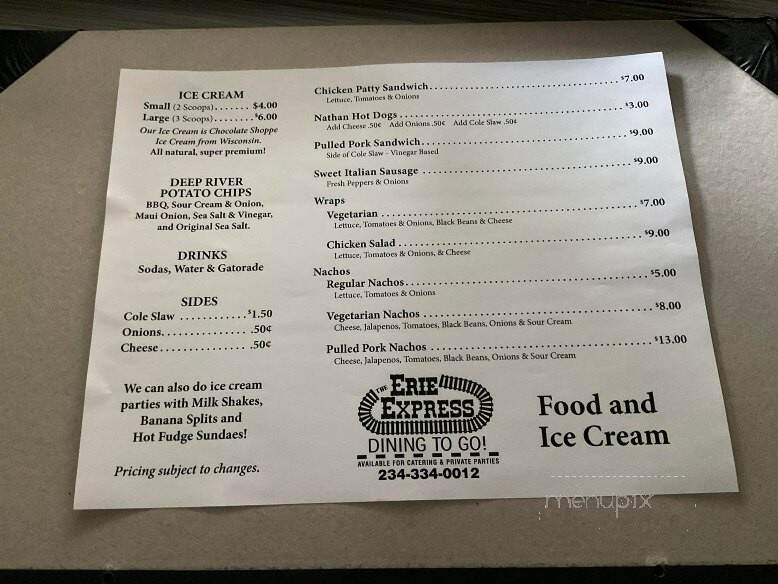 ICE CREAM
Small (2 Scoops)....... $4.00
Large (3 Scoops)........$6.00
Our Ice Cream is Chocolate Shoppe
Ice Cream from Wisconsin.
All natural, super premium!
DEEP RIVER
POTATO CHIPS
BBQ, Sour Cream & Onion,
Maui Onion, Sea Salt & Vinegar,
and Original Sea Salt.
DRINKS
Sodas, Water & Gatorade
SIDES
Cole Slaw ............$1.50
Onions.................50¢
Cheese.................50¢
We can also do ice cream
parties with Milk Shakes,
Banana Splits and
Hot Fudge Sundaes!
Pricing subject to changes.
Chicken Patty Sandwich........................................$7.00
Lettuce, Tomatoes & Onions
Nathan Hot Dogs ..............................................$3.00
Add Cheese .50¢ Add Onions .50¢ Add Cole Slaw .50¢
Pulled Pork Sandwich..........................................$9.00
Side of Cole Slaw - Vinegar Based
Sweet Italian Sausage ..........................................$9.00
Fresh Peppers & Onions
Wraps
Vegetarian ....................................................$7.00
Lettuce, Tomatoes & Onions, Black Beans & Cheese
Chicken Salad .................................................$9.00
Lettuce, Tomatoes & Onions, & Cheese
Nachos
Regular Nachos.................................................$5.00
Lettuce, Tomatoes & Onions
Vegetarian Nachos .............................................$8.00
Cheese, Jalapenos, Tomatoes, Black Beans, Onions & Sour Cream
Pulled Pork Nachos ............................................$13.00
Cheese, Jalapenos, Tomatoes, Black Beans, Onions & Sour Cream
THE ERIE
EXPRESS
DINING TO GO!
AVAILABLE FOR CATERING & PRIVATE PARTIES
234-334-0012
Food and
Ice Cream
menupix